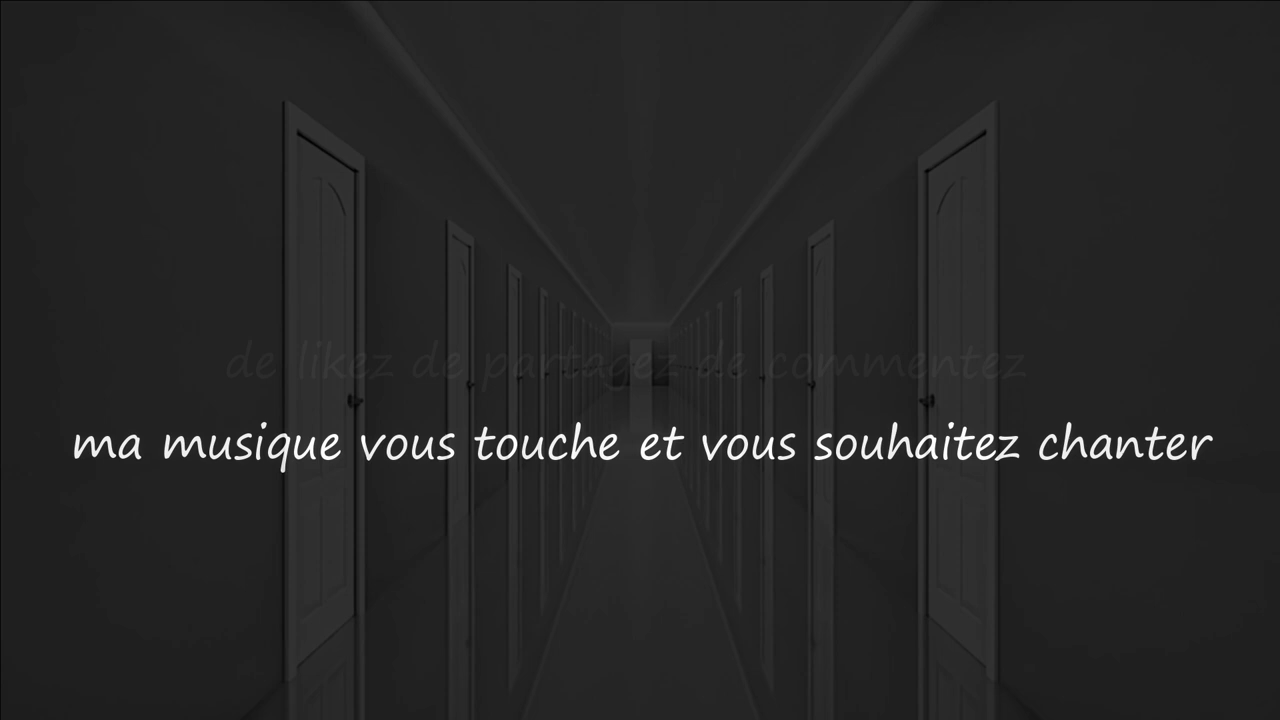 de likez de partagez de commentez
ma musique vous touche et vous souhaitez chanter